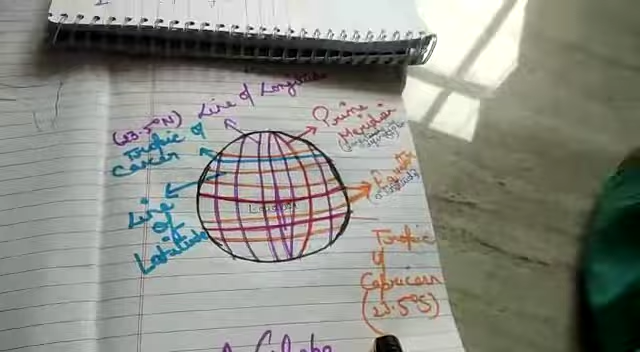 Line of Longitude
(23.5°N)
Tropic of
Cancer
Prime
Meridian
Line
of
Latitude
Tropic
of
Capricorn
(23.5°S)
A Globe